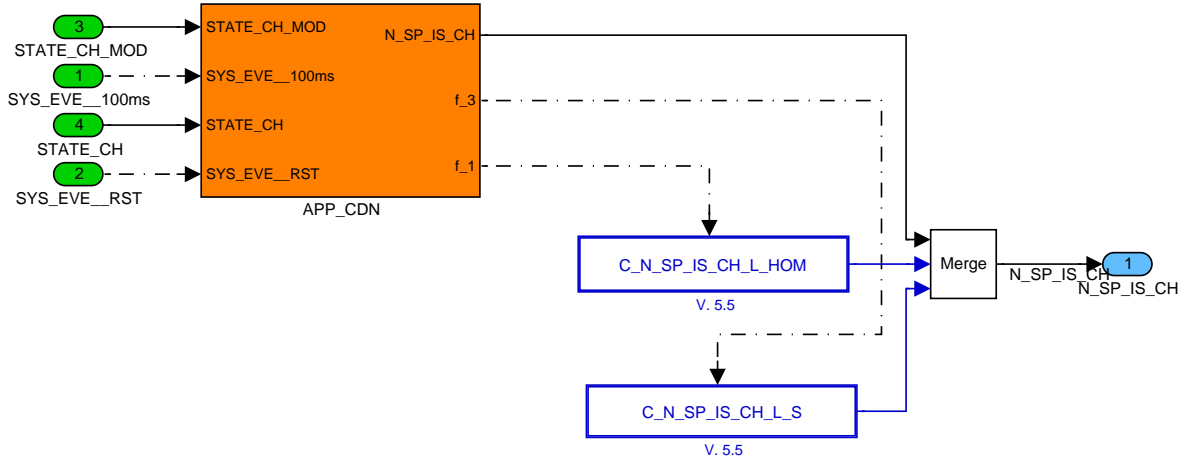 3
STATE_CH_MOD
1
SYS_EVE__100ms
4
STATE_CH
2
SYS_EVE__RST
STATE_CH_MOD
N_SP_IS_CH
SYS_EVE__100ms
f_3
STATE_CH
f_1
SYS_EVE__RST
APP_CDN
C_N_SP_IS_CH_L_HOM
V. 5.5
C_N_SP_IS_CH_L_S
V. 5.5
Merge
N_SP_IS_CH
1
N_SP_IS_CH